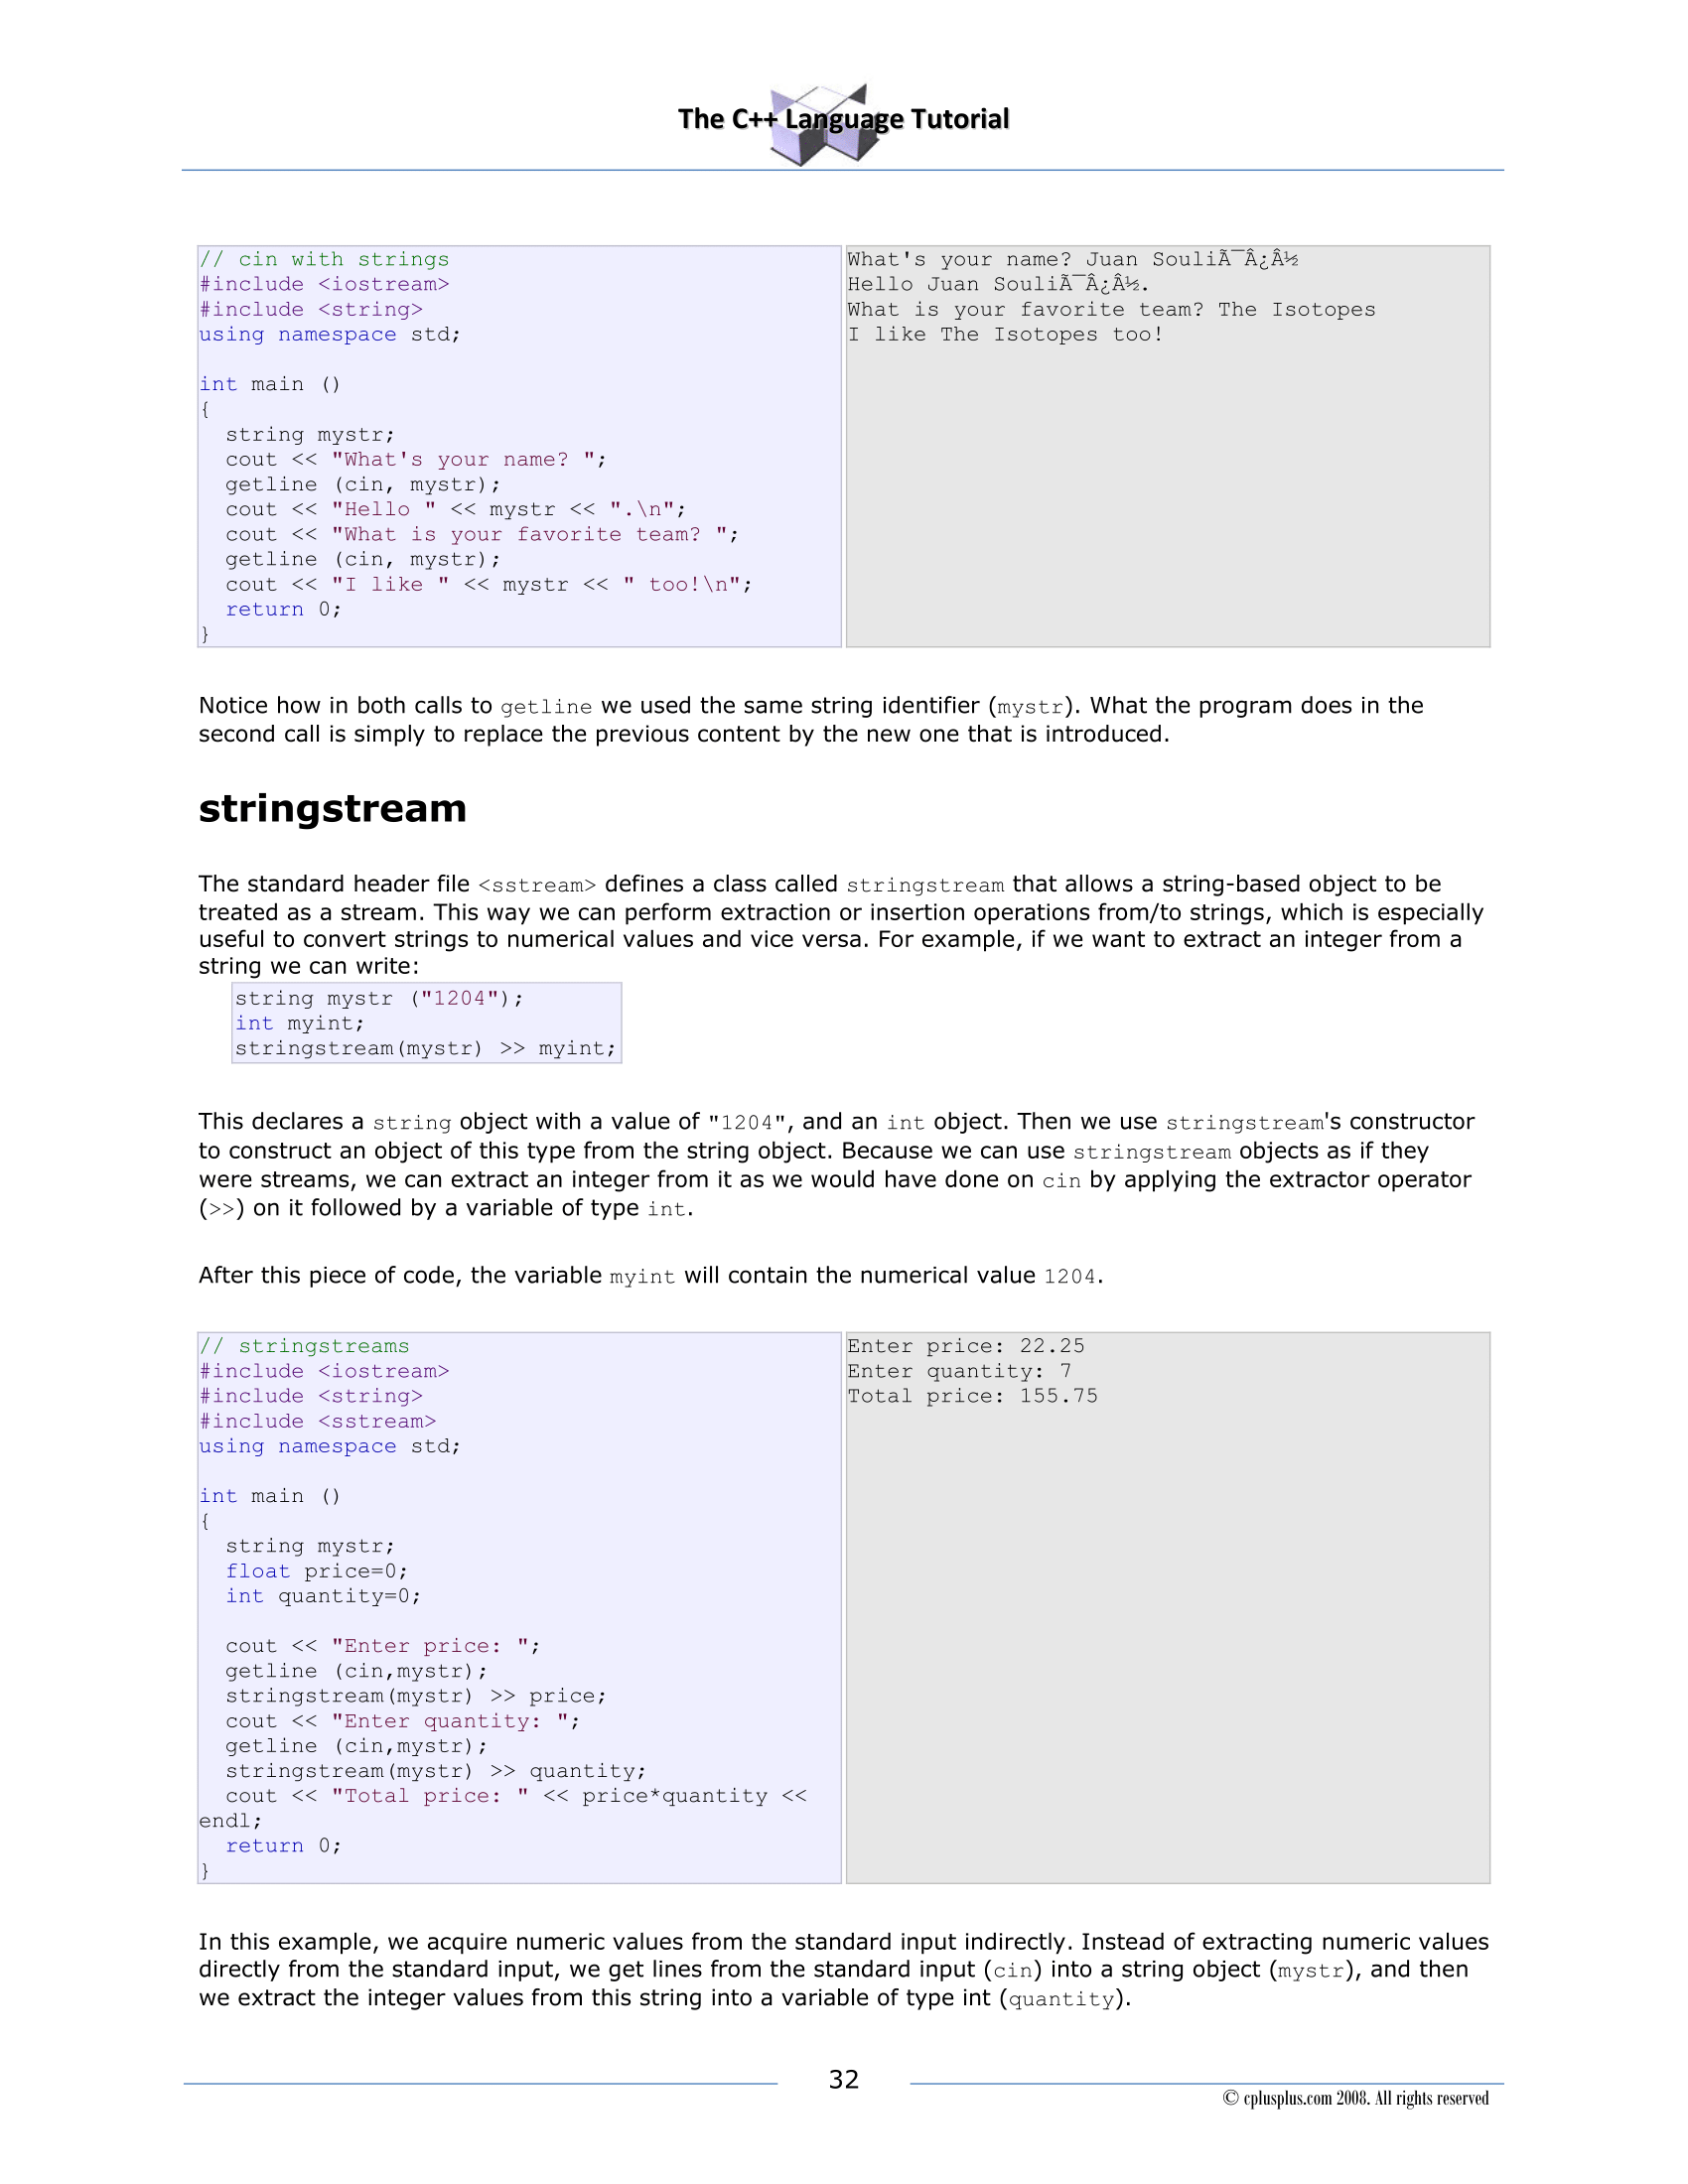 The C++ Language Tutorial
// cin with strings
#include <iostream>
#include <string>
using namespace std;
int main ()
{
  string mystr;
  cout << "What's your name? ";
  getline (cin, mystr);
  cout << "Hello " << mystr << ".\n";
  cout << "What is your favorite team? ";
  getline (cin, mystr);
  cout << "I like " << mystr << " too!\n";
  return 0;
}
What's your name? Juan SouliÃ¯Â¿Â½
Hello Juan SouliÃ¯Â¿Â½.
What is your favorite team? The Isotopes
I like The Isotopes too!
Notice how in both calls to getline we used the same string identifier (mystr). What the program does in the
second call is simply to replace the previous content by the new one that is introduced.
stringstream
The standard header file <sstream> defines a class called stringstream that allows a string-based object to be
treated as a stream. This way we can perform extraction or insertion operations from/to strings, which is especially
useful to convert strings to numerical values and vice versa. For example, if we want to extract an integer from a
string we can write:
string mystr ("1204");
int myint;
stringstream(mystr) >> myint;
This declares a string object with a value of "1204", and an int object. Then we use stringstream's constructor
to construct an object of this type from the string object. Because we can use stringstream objects as if they
were streams, we can extract an integer from it as we would have done on cin by applying the extractor operator
(>>) on it followed by a variable of type int.
After this piece of code, the variable myint will contain the numerical value 1204.
// stringstreams
#include <iostream>
#include <string>
#include <sstream>
using namespace std;
int main ()
{
  string mystr;
  float price=0;
  int quantity=0;
  cout << "Enter price: ";
  getline (cin,mystr);
  stringstream(mystr) >> price;
  cout << "Enter quantity: ";
  getline (cin,mystr);
  stringstream(mystr) >> quantity;
  cout << "Total price: " << price*quantity <<
endl;
  return 0;
}
Enter price: 22.25
Enter quantity: 7
Total price: 155.75
In this example, we acquire numeric values from the standard input indirectly. Instead of extracting numeric values
directly from the standard input, we get lines from the standard input (cin) into a string object (mystr), and then
we extract the integer values from this string into a variable of type int (quantity).
32
© cplusplus.com 2008. All rights reserved